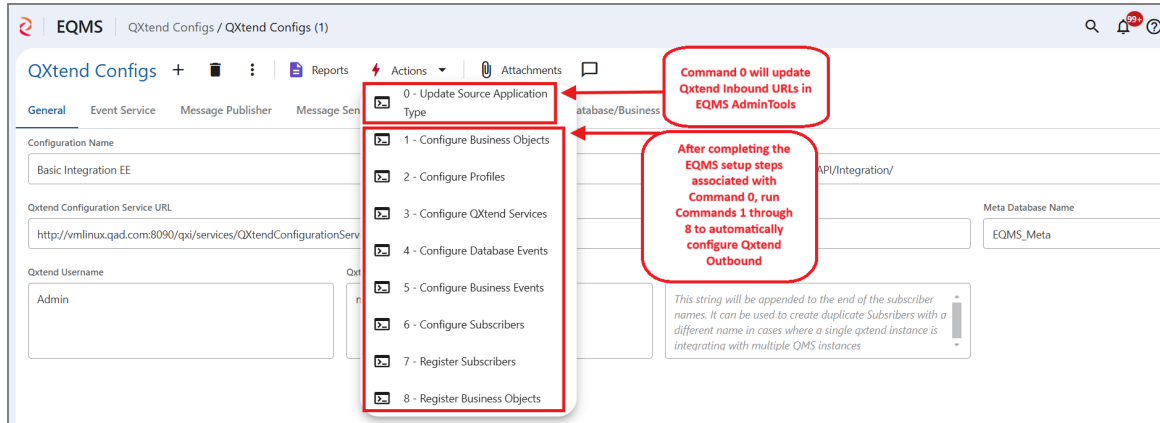 EQMS
QXtend Configs / QXtend Configs (1)
99+
QXtend Configs
Reports
Actions
Attachments
General
Event Service
Message Publisher
Message Sen
atabase/Business
0 - Update Source Application
Type
1 - Configure Business Objects
2 - Configure Profiles
3 - Configure QXtend Services
4 - Configure Database Events
5 - Configure Business Events
6 - Configure Subscribers
7 - Register Subscribers
8 - Register Business Objects
Command 0 will update
Qxtend Inbound URLs in
EQMS AdminTools
After completing the
EQMS setup steps
associated with
Command 0, run
Commands 1 through
8 to automatically
configure Qxtend
Outbound
Configuration Name
Basic Integration EE
API/Integration/
Qxtend Configuration Service URL
http://vmlinux.qad.com:8090/qxi/services/QXtendConfigurationServ
Meta Database Name
EQMS_Meta
Qxtend Username
Admin
Qxt
This string will be appended to the end of the subscriber
names. It can be used to create duplicate Subsribers with a
different name in cases where a single qxtend instance is
integrating with multiple QMS instances